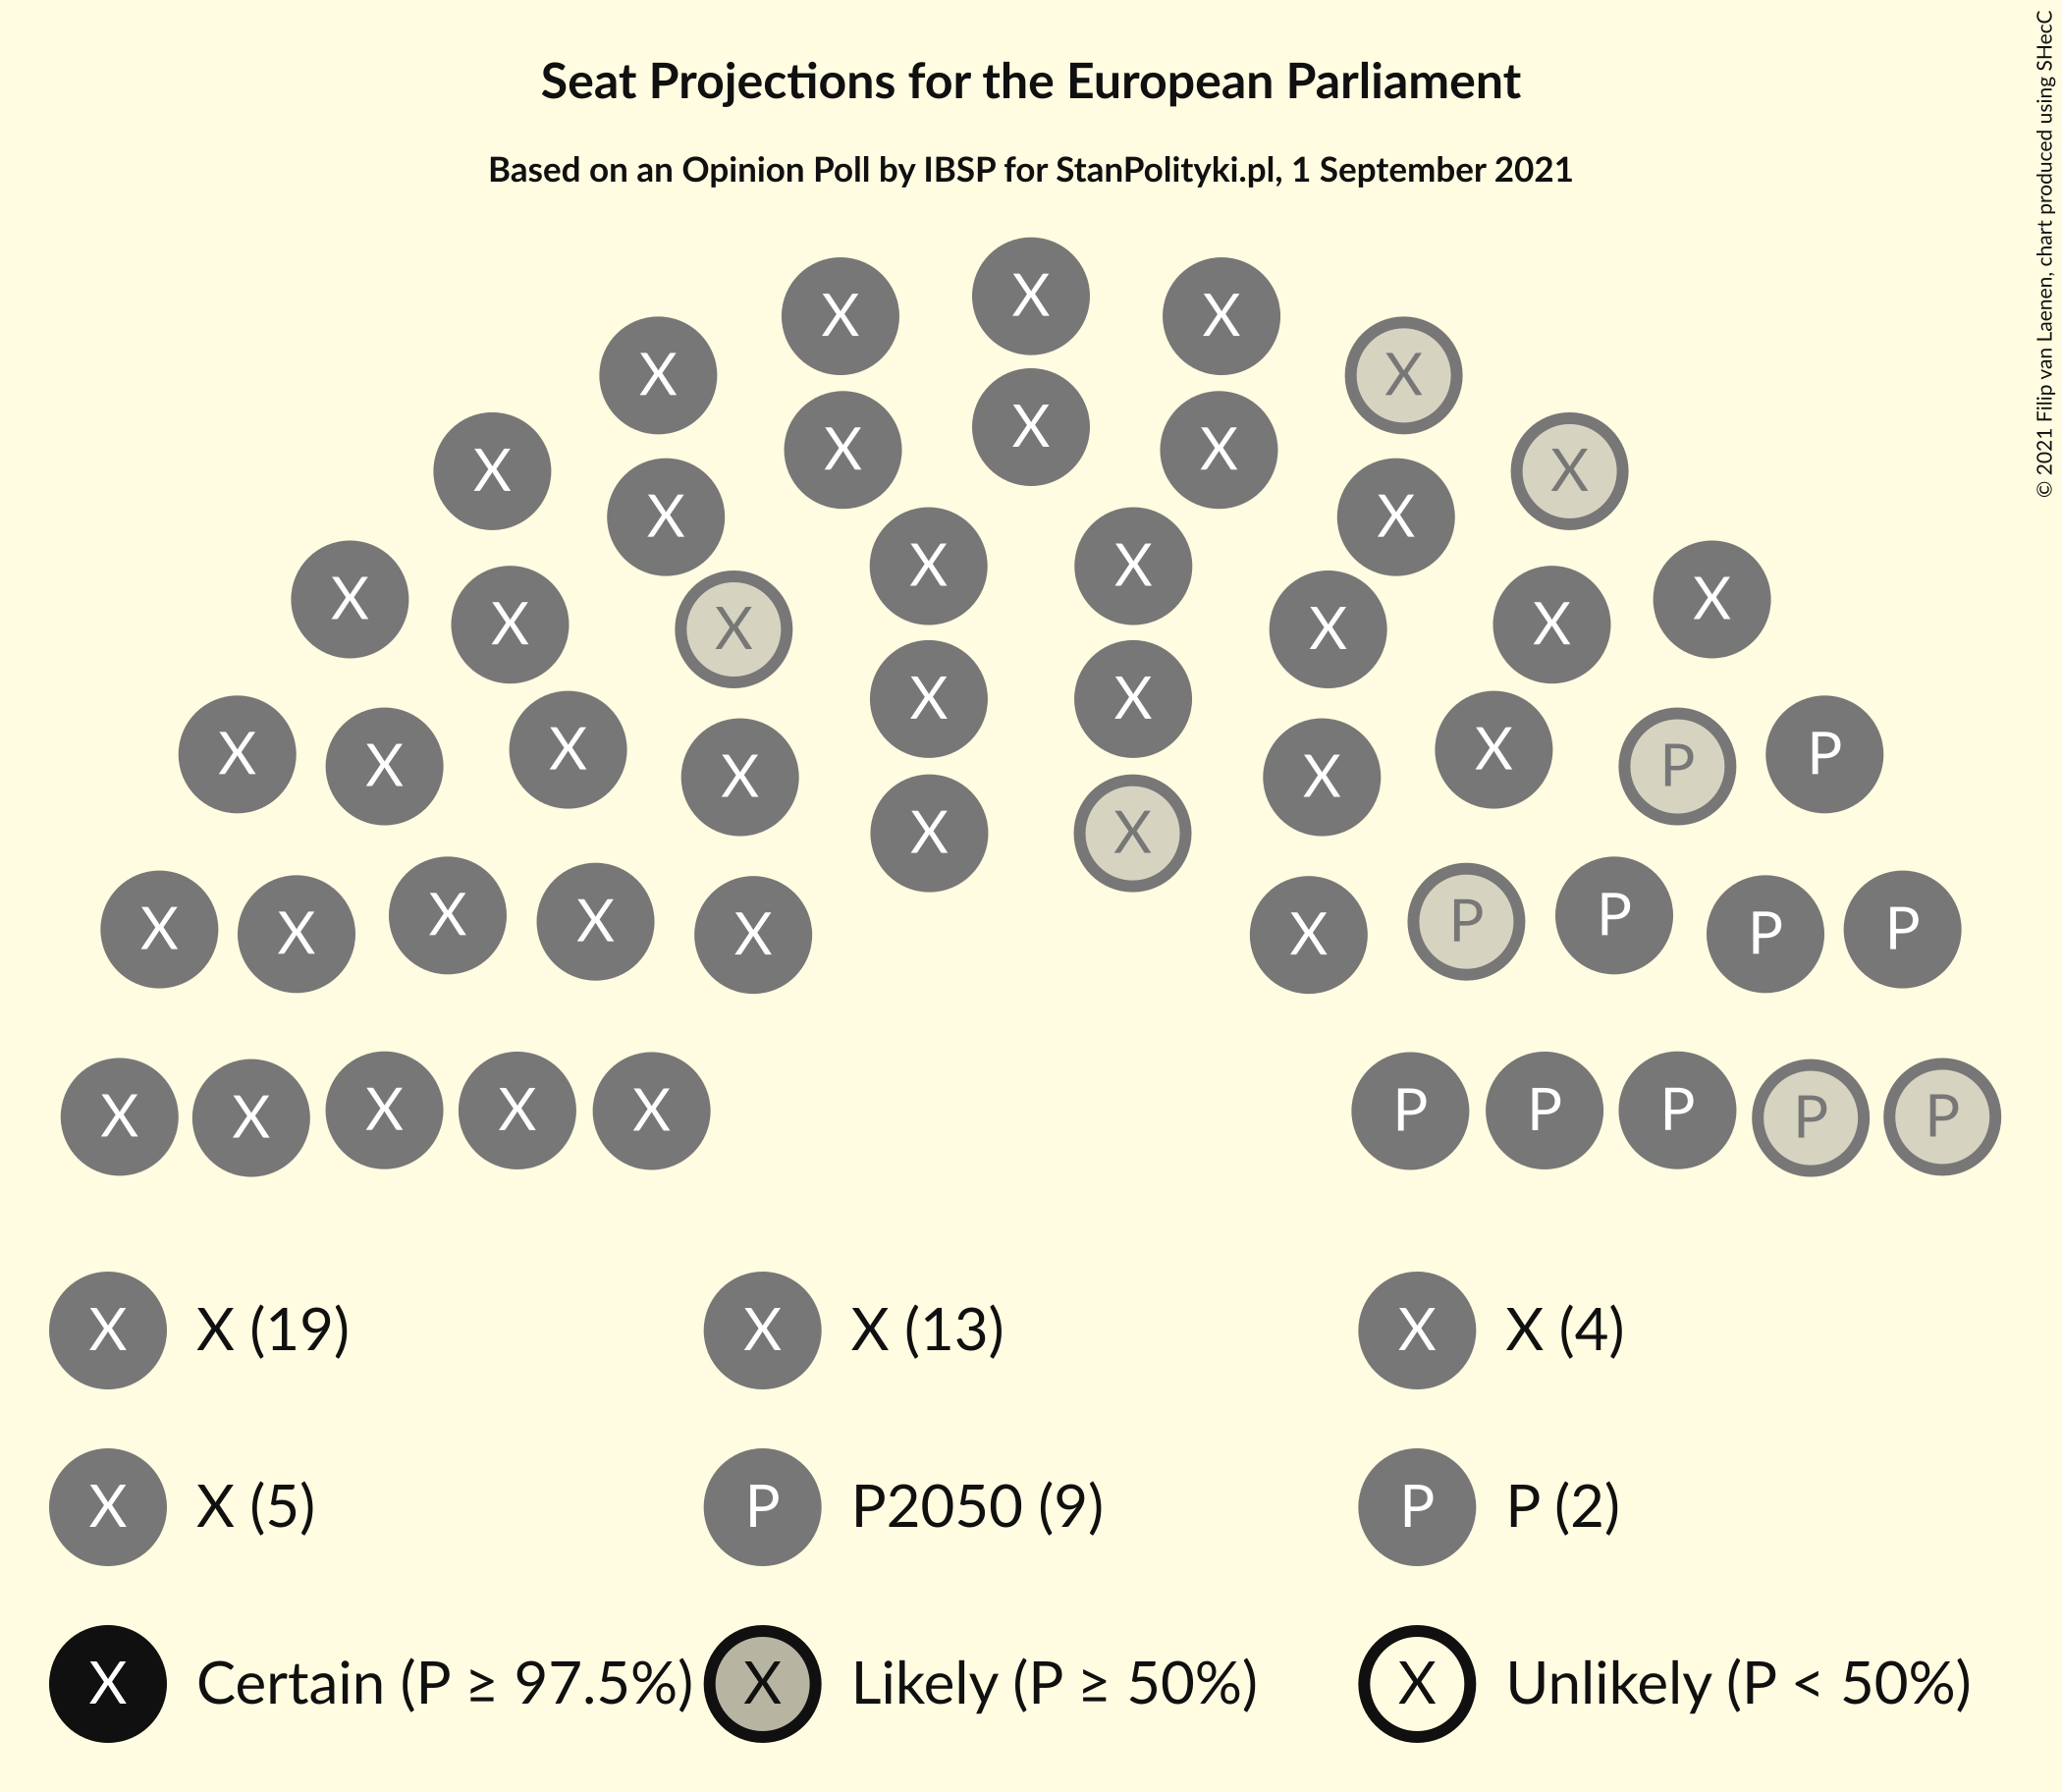 Seat Projections for the European Parliament
Based on an Opinion Poll by IBSP for StanPolityki.pl, 1 September 2021
© 2021 Filip van Laenen, chart produced using SHecC
X
X X
X X
X
X X
X X
X X
X X
X X
X X X X
X X
X X X X X X P P
X X
X X X X X X P P P P
X X X X X P P P P P
X X (19) X X (13) X X (4)
X X (5) P P2050 (9) P P (2)
X Certain (P ≥ 97.5%) X Likely (P ≥ 50%) X Unlikely (P < 50%)